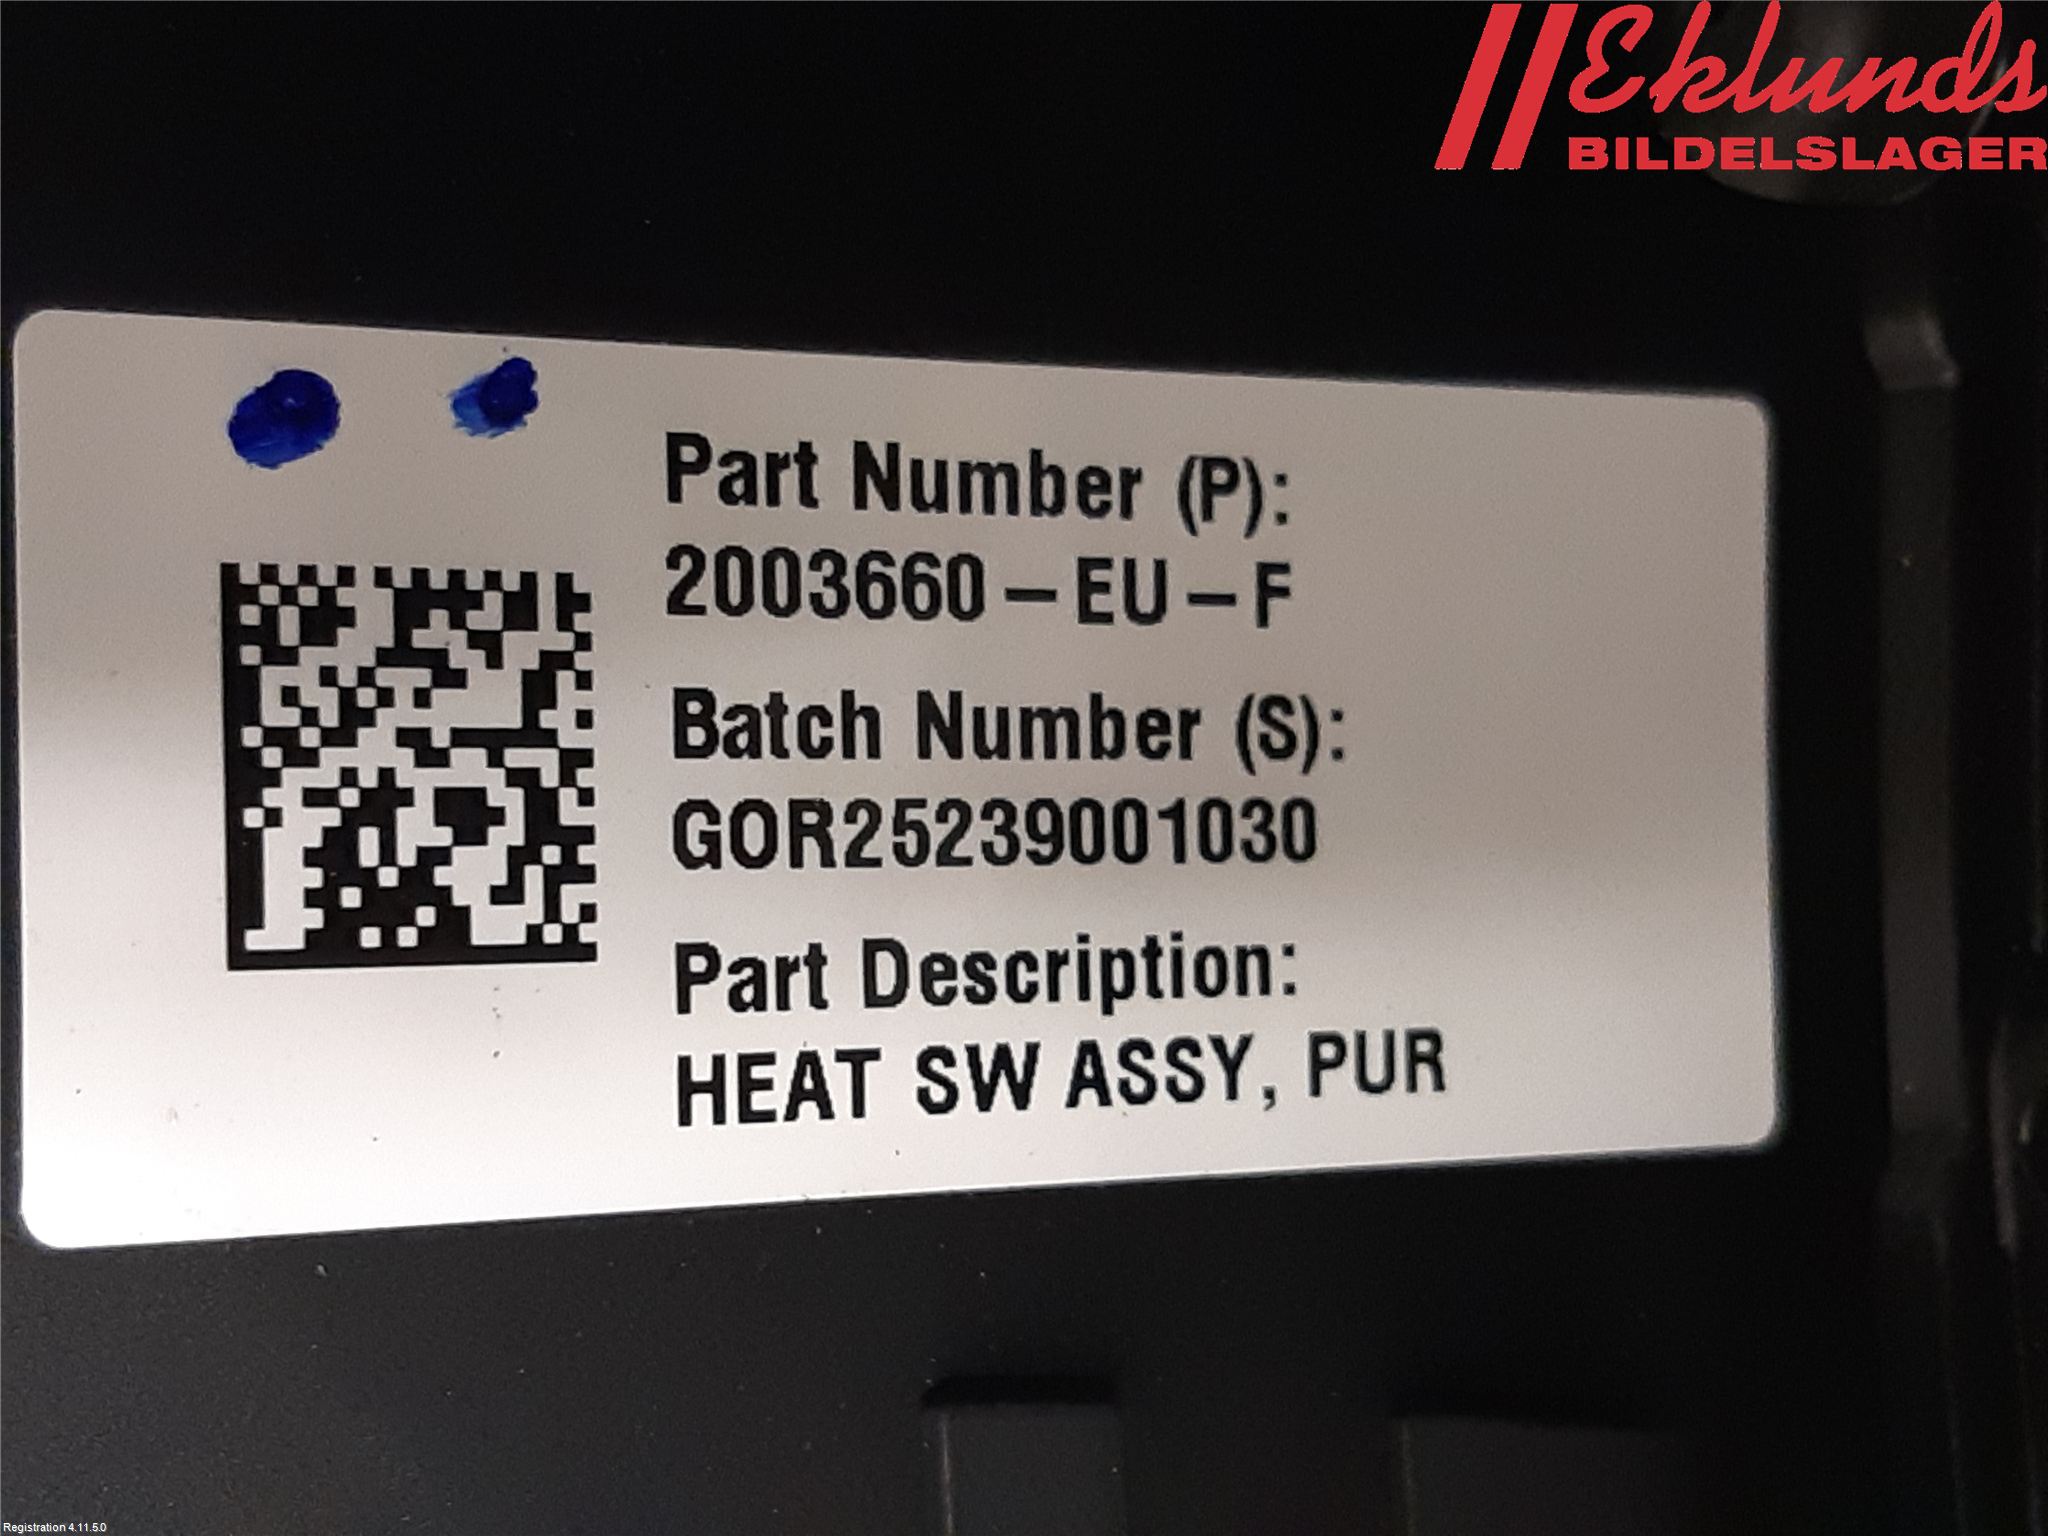 Eklunds
BILDELSLAGER
Part Number (P):
2003660-EU-F
Batch Number (S):
GOR25239001030
Part Description:
HEAT SW ASSY, PUR
Registration 4.11.5.0